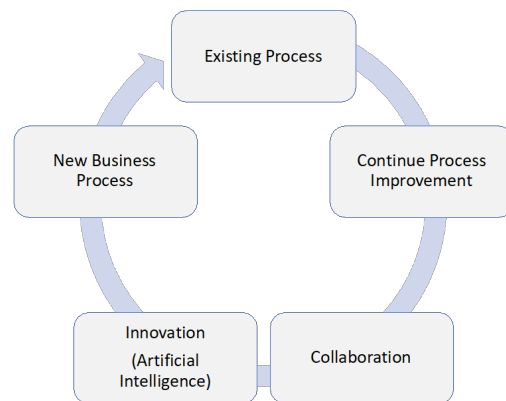 Existing Process
Continue Process
Improvement
Collaboration
Innovation
(Artificial
Intelligence)
New Business
Process